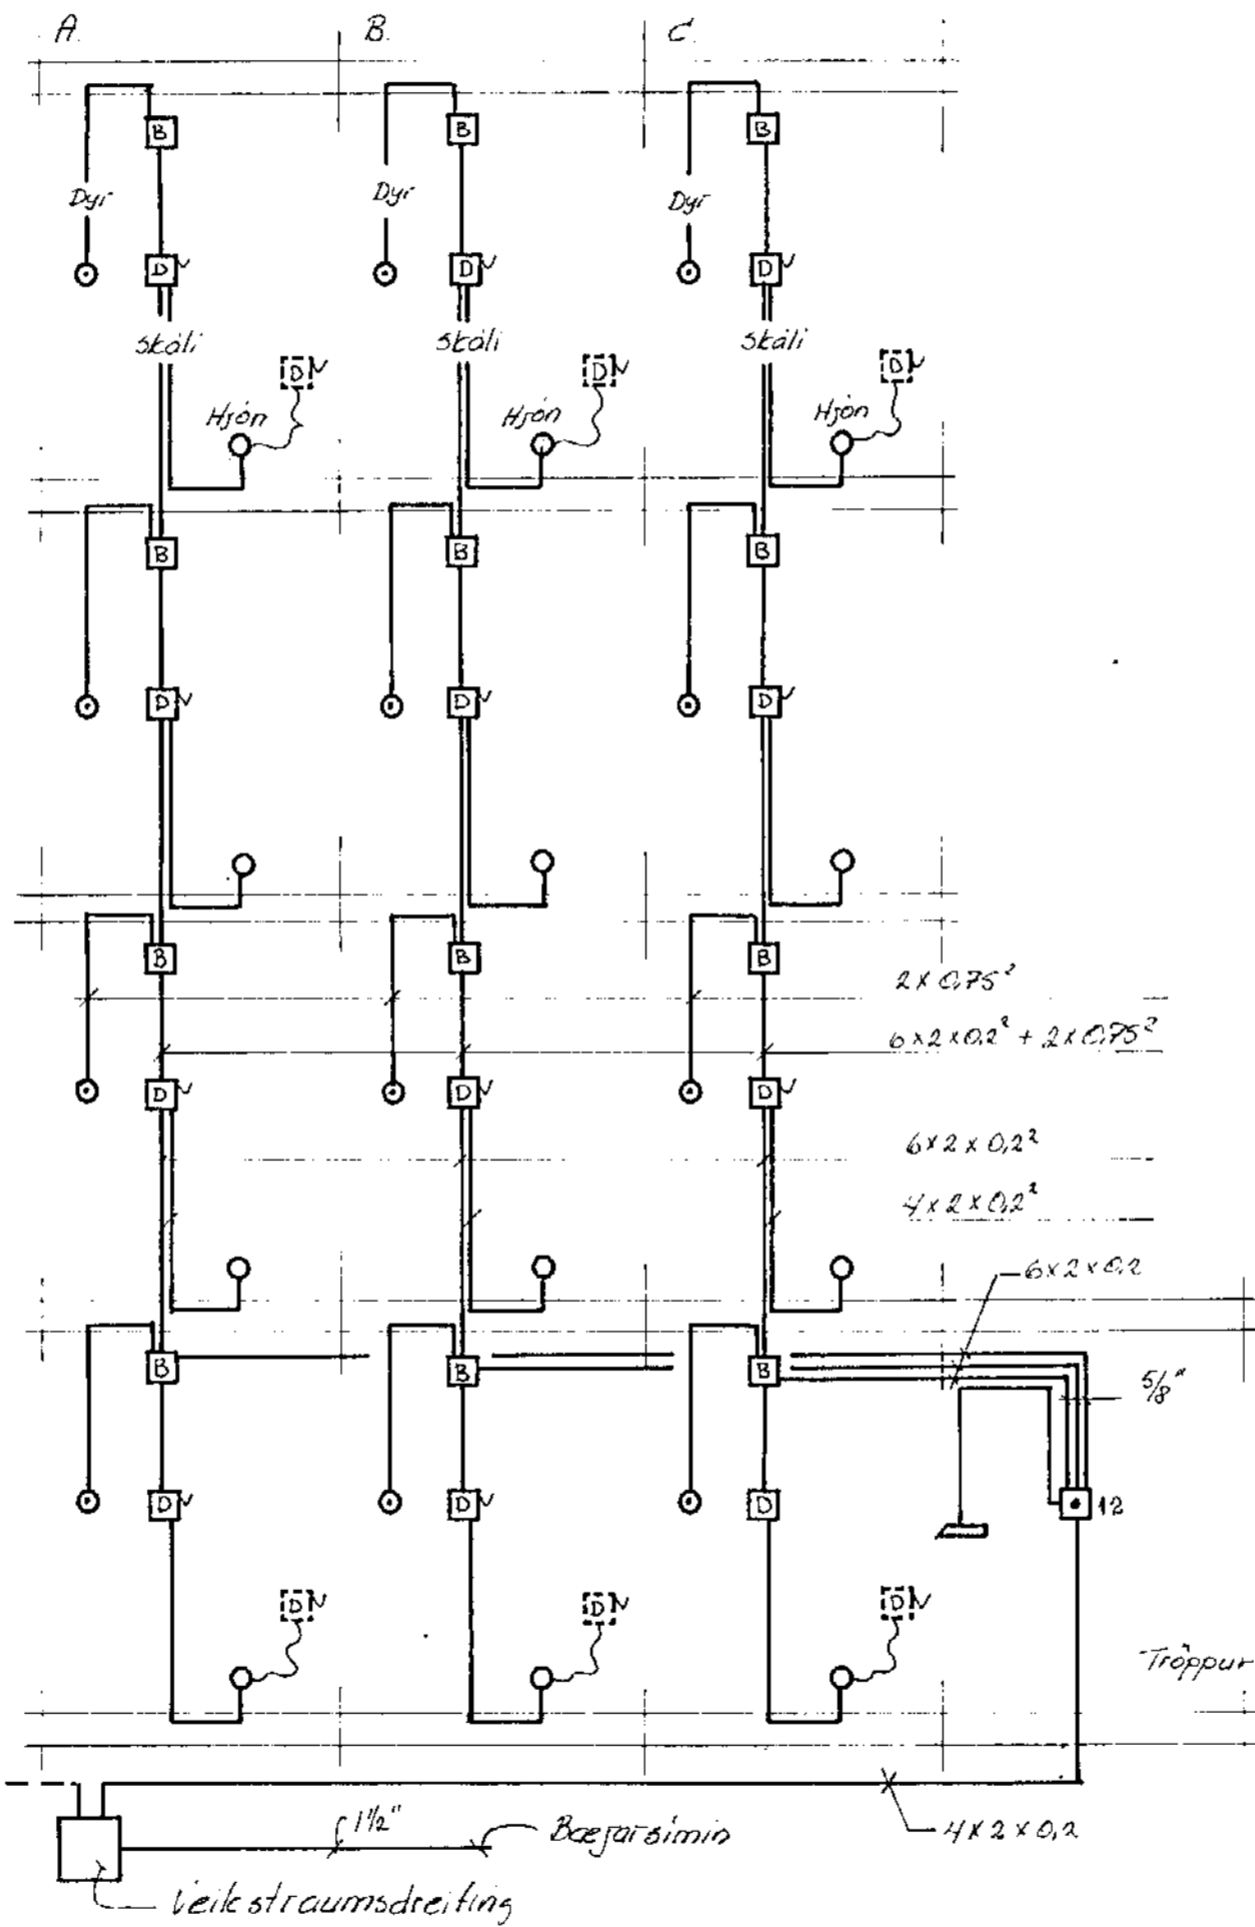 A. B. C.
B B B
Dyr Dyr Dyr
D D D
Skáli Skáli Skáli
D D D
Hjón Hjón Hjón
B B B
D D D
B B B
2 x 0,75²
6 x 2 x 0,2² + 2 x 0,75²
D D D
6 x 2 x 0,2²
4 x 2 x 0,2²
6 x 2 x 0,2
B B B
5/8"
D D D
12
D D D
Tröppur
1½"
Bæjarsímin
4 x 2 x 0,2
Veikstraumsdreifing